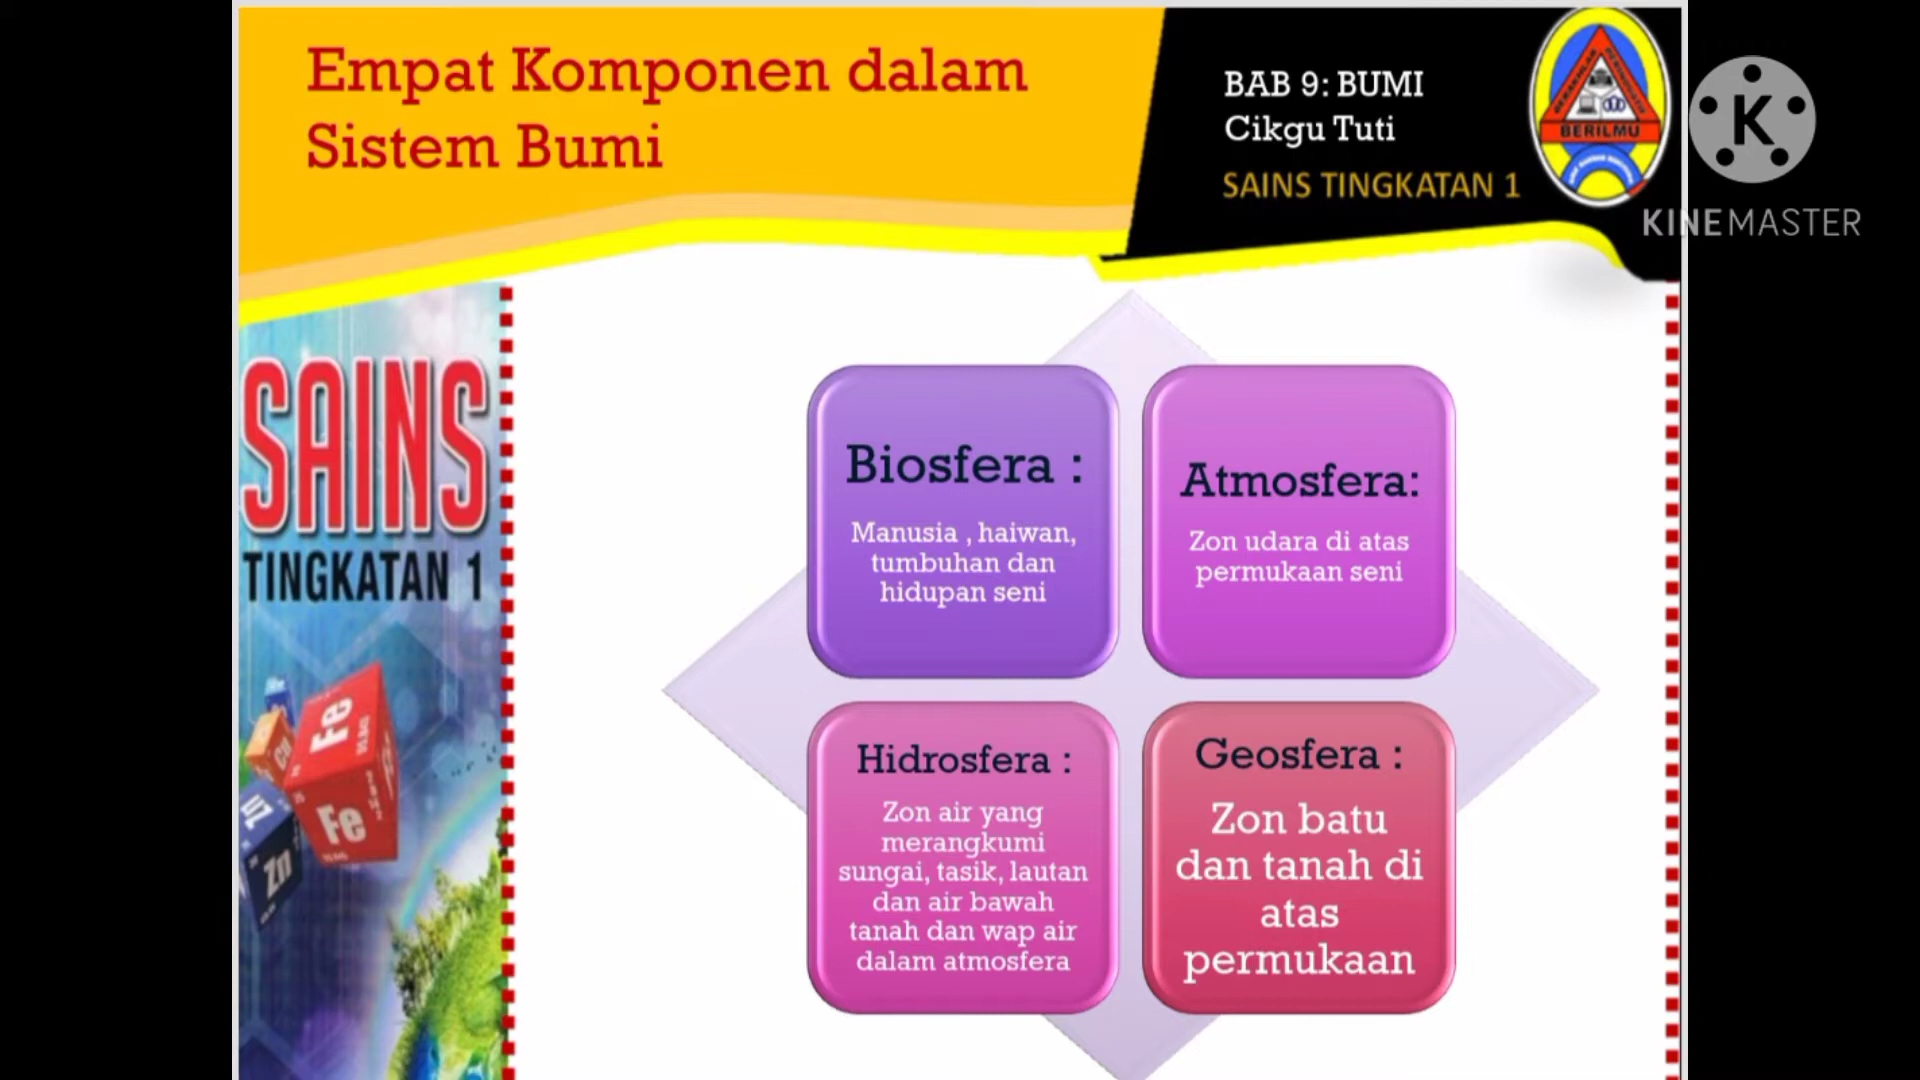 Empat Komponen dalam
Sistem Bumi
BAB 9: BUMI
Cikgu Tuti
SAINS TINGKATAN 1
BERILMU
K
KINEMASTER
SAINS
TINGKATAN 1
Biosfera :
Manusia , haiwan,
tumbuhan dan
hidupan seni
Atmosfera:
Zon udara di atas
permukaan seni
Hidrosfera :
Zon air yang
merangkumi
sungai, tasik, lautan
dan air bawah
tanah dan wap air
dalam atmosfera
Geosfera :
Zon batu
dan tanah di
atas
permukaan
Fe
Fe
Cu
Zn